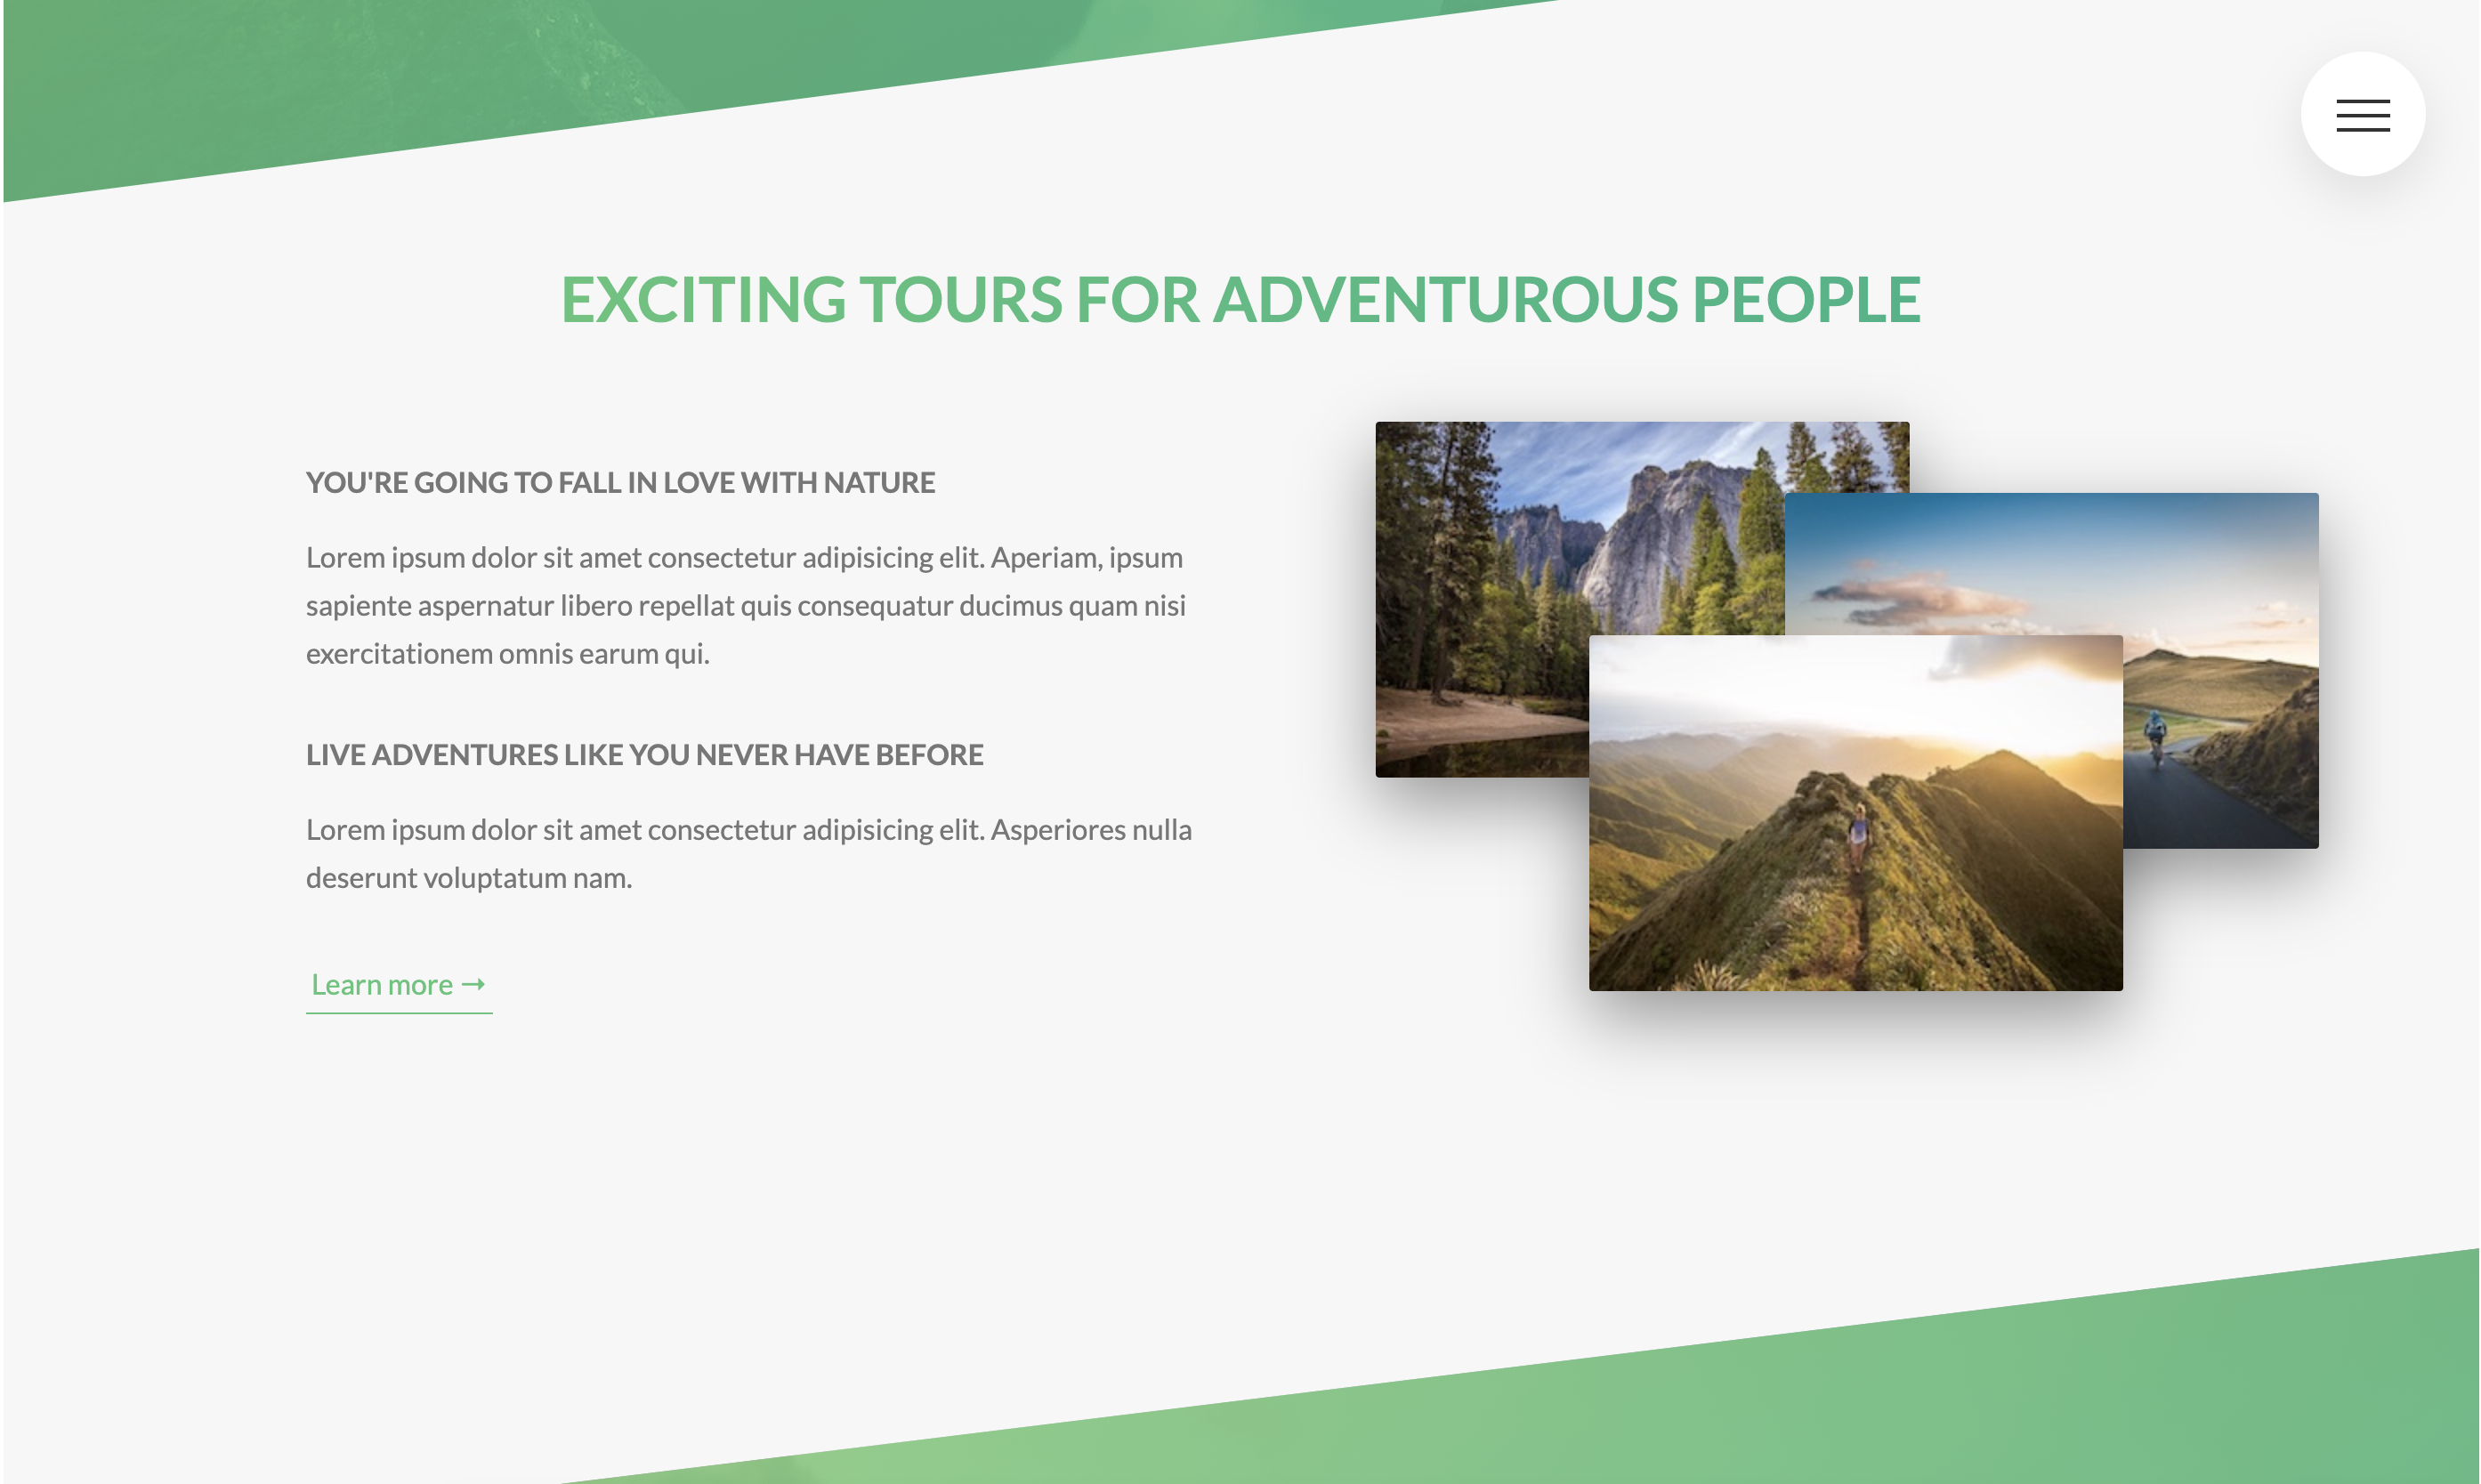 EXCITING TOURS FOR ADVENTUROUS PEOPLE
YOU'RE GOING TO FALL IN LOVE WITH NATURE
Lorem ipsum dolor sit amet consectetur adipisicing elit. Aperiam, ipsum
sapiente aspernatur libero repellat quis consequatur ducimus quam nisi
exercitationem omnis earum qui.
LIVE ADVENTURES LIKE YOU NEVER HAVE BEFORE
Lorem ipsum dolor sit amet consectetur adipisicing elit. Asperiores nulla
deserunt voluptatum nam.
Learn more →